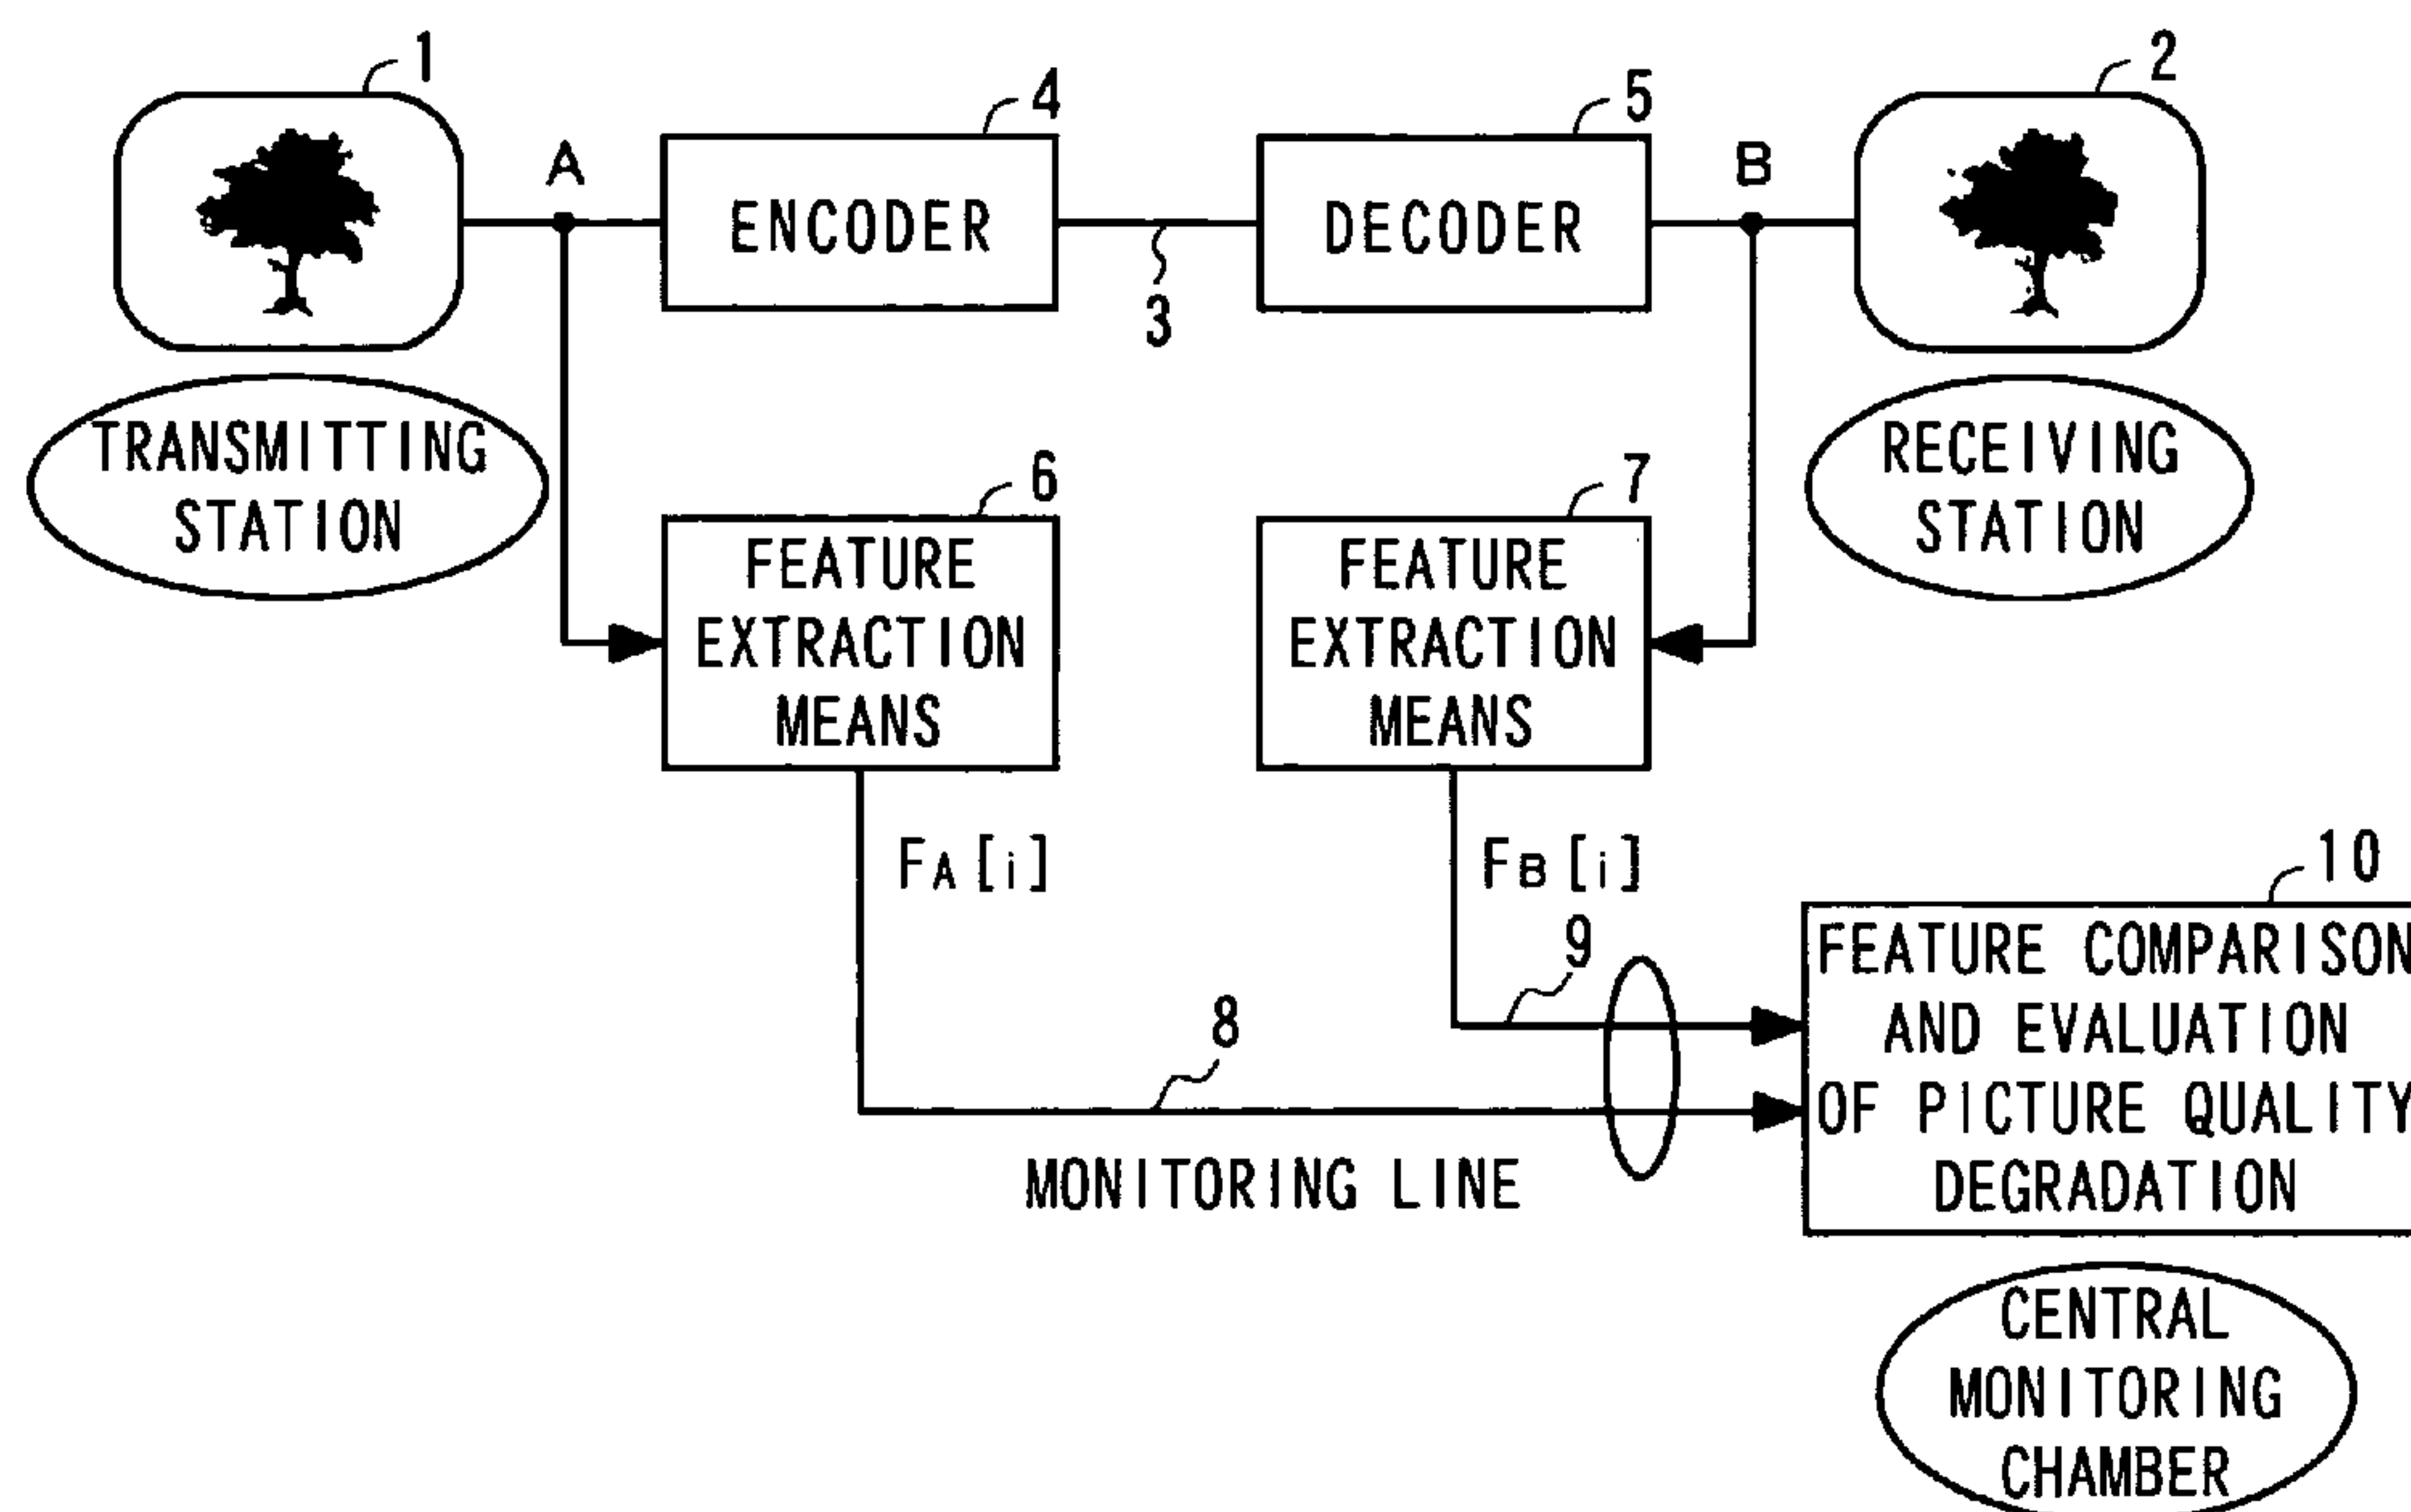 1
2
4
5
A
B
ENCODER
DECODER
3
TRANSMITTING
STATION
RECEIVING
STATION
6
7
FEATURE
EXTRACTION
MEANS
FEATURE
EXTRACTION
MEANS
FA [i]
FB [i]
10
9
8
FEATURE COMPARISON
AND EVALUATION
OF PICTURE QUALITY
DEGRADATION
MONITORING LINE
CENTRAL
MONITORING
CHAMBER